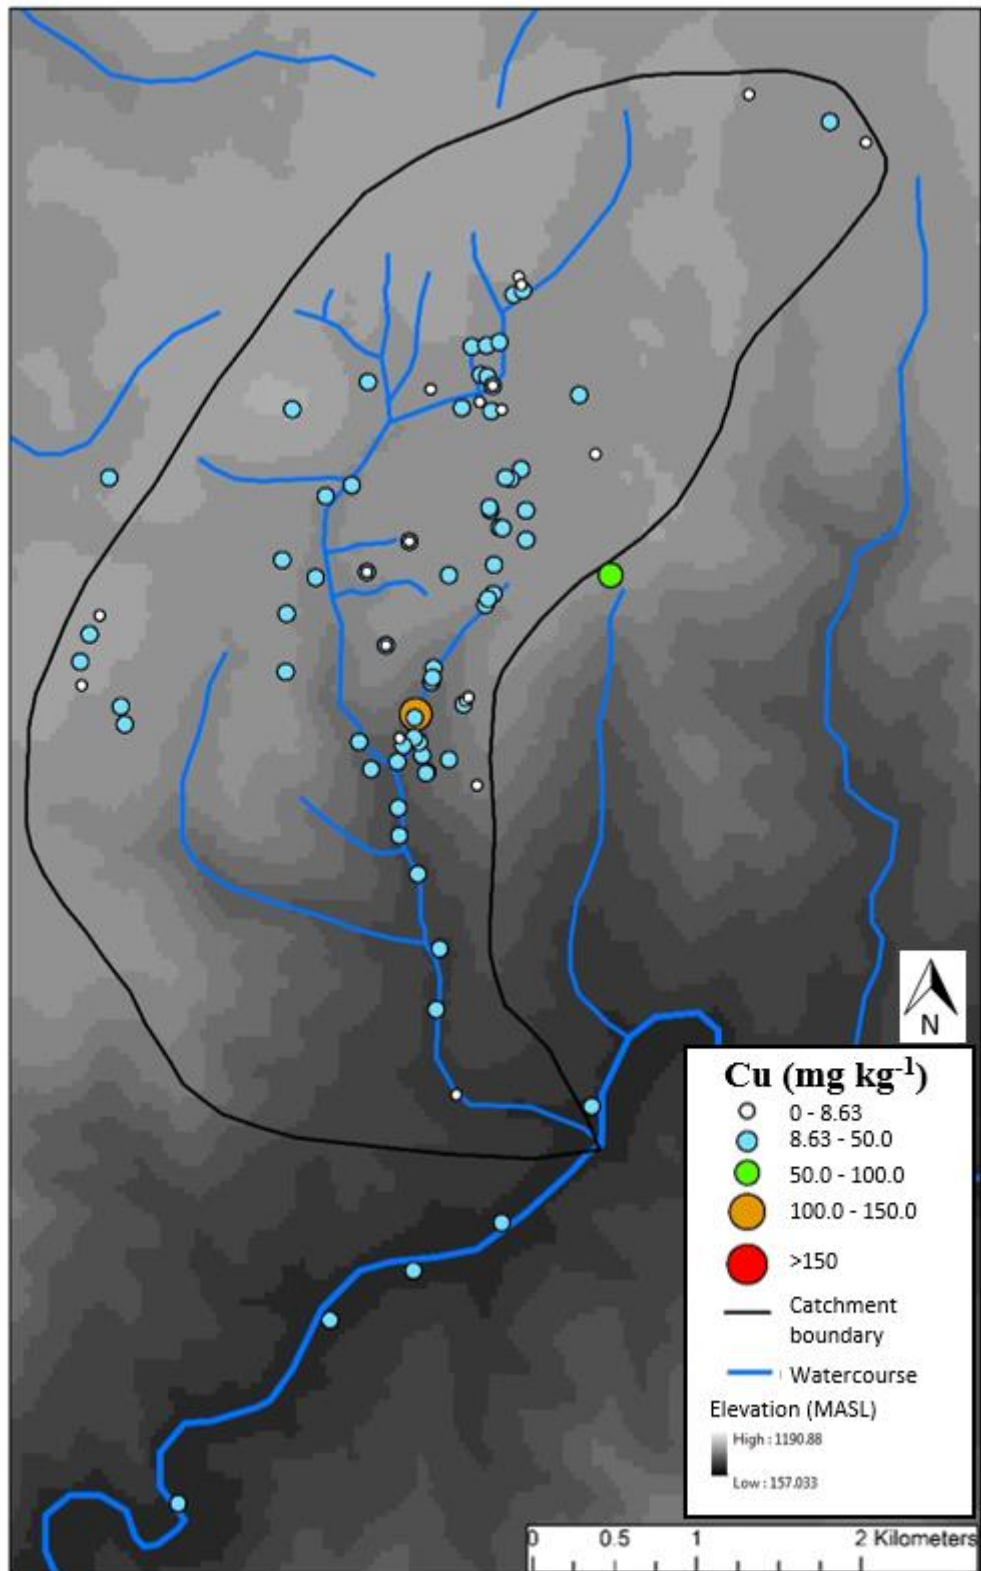 N
Cu (mg kg⁻¹)
0 - 8.63
8.63 - 50.0
50.0 - 100.0
100.0 - 150.0
>150
Catchment
boundary
Watercourse
Elevation (MASL)
High : 1190.88
Low : 157.033
0 0.5 1 2 Kilometers